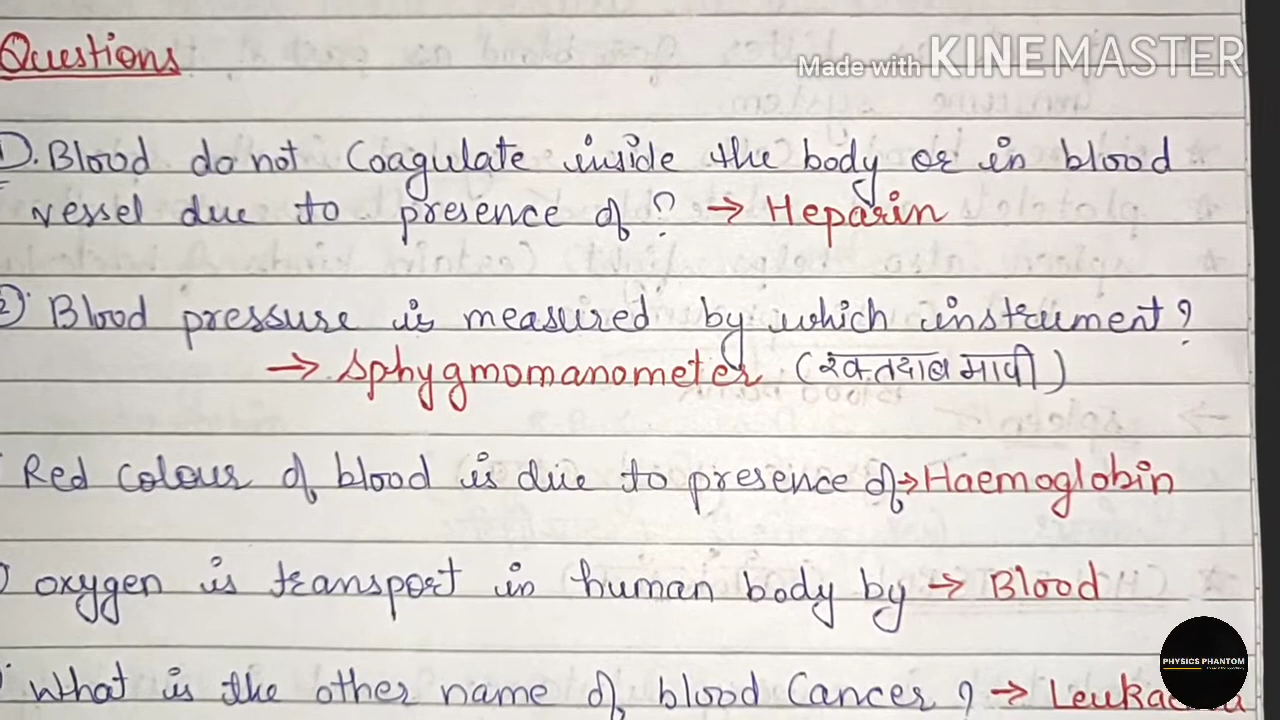 Questions
Made with KINEMASTER
1). Blood do not Coagulate inside the body or in blood
vessel due to presence of? → Heparin
2) Blood pressure is measured by which instrument?
→ Sphygmomanometer (रक्तदाब मापी)
Red colour of blood is due to presence of → Haemoglobin
oxygen is transport in human body by → Blood
PHYSICS PHANTOM
What is the other name of blood Cancer ? →